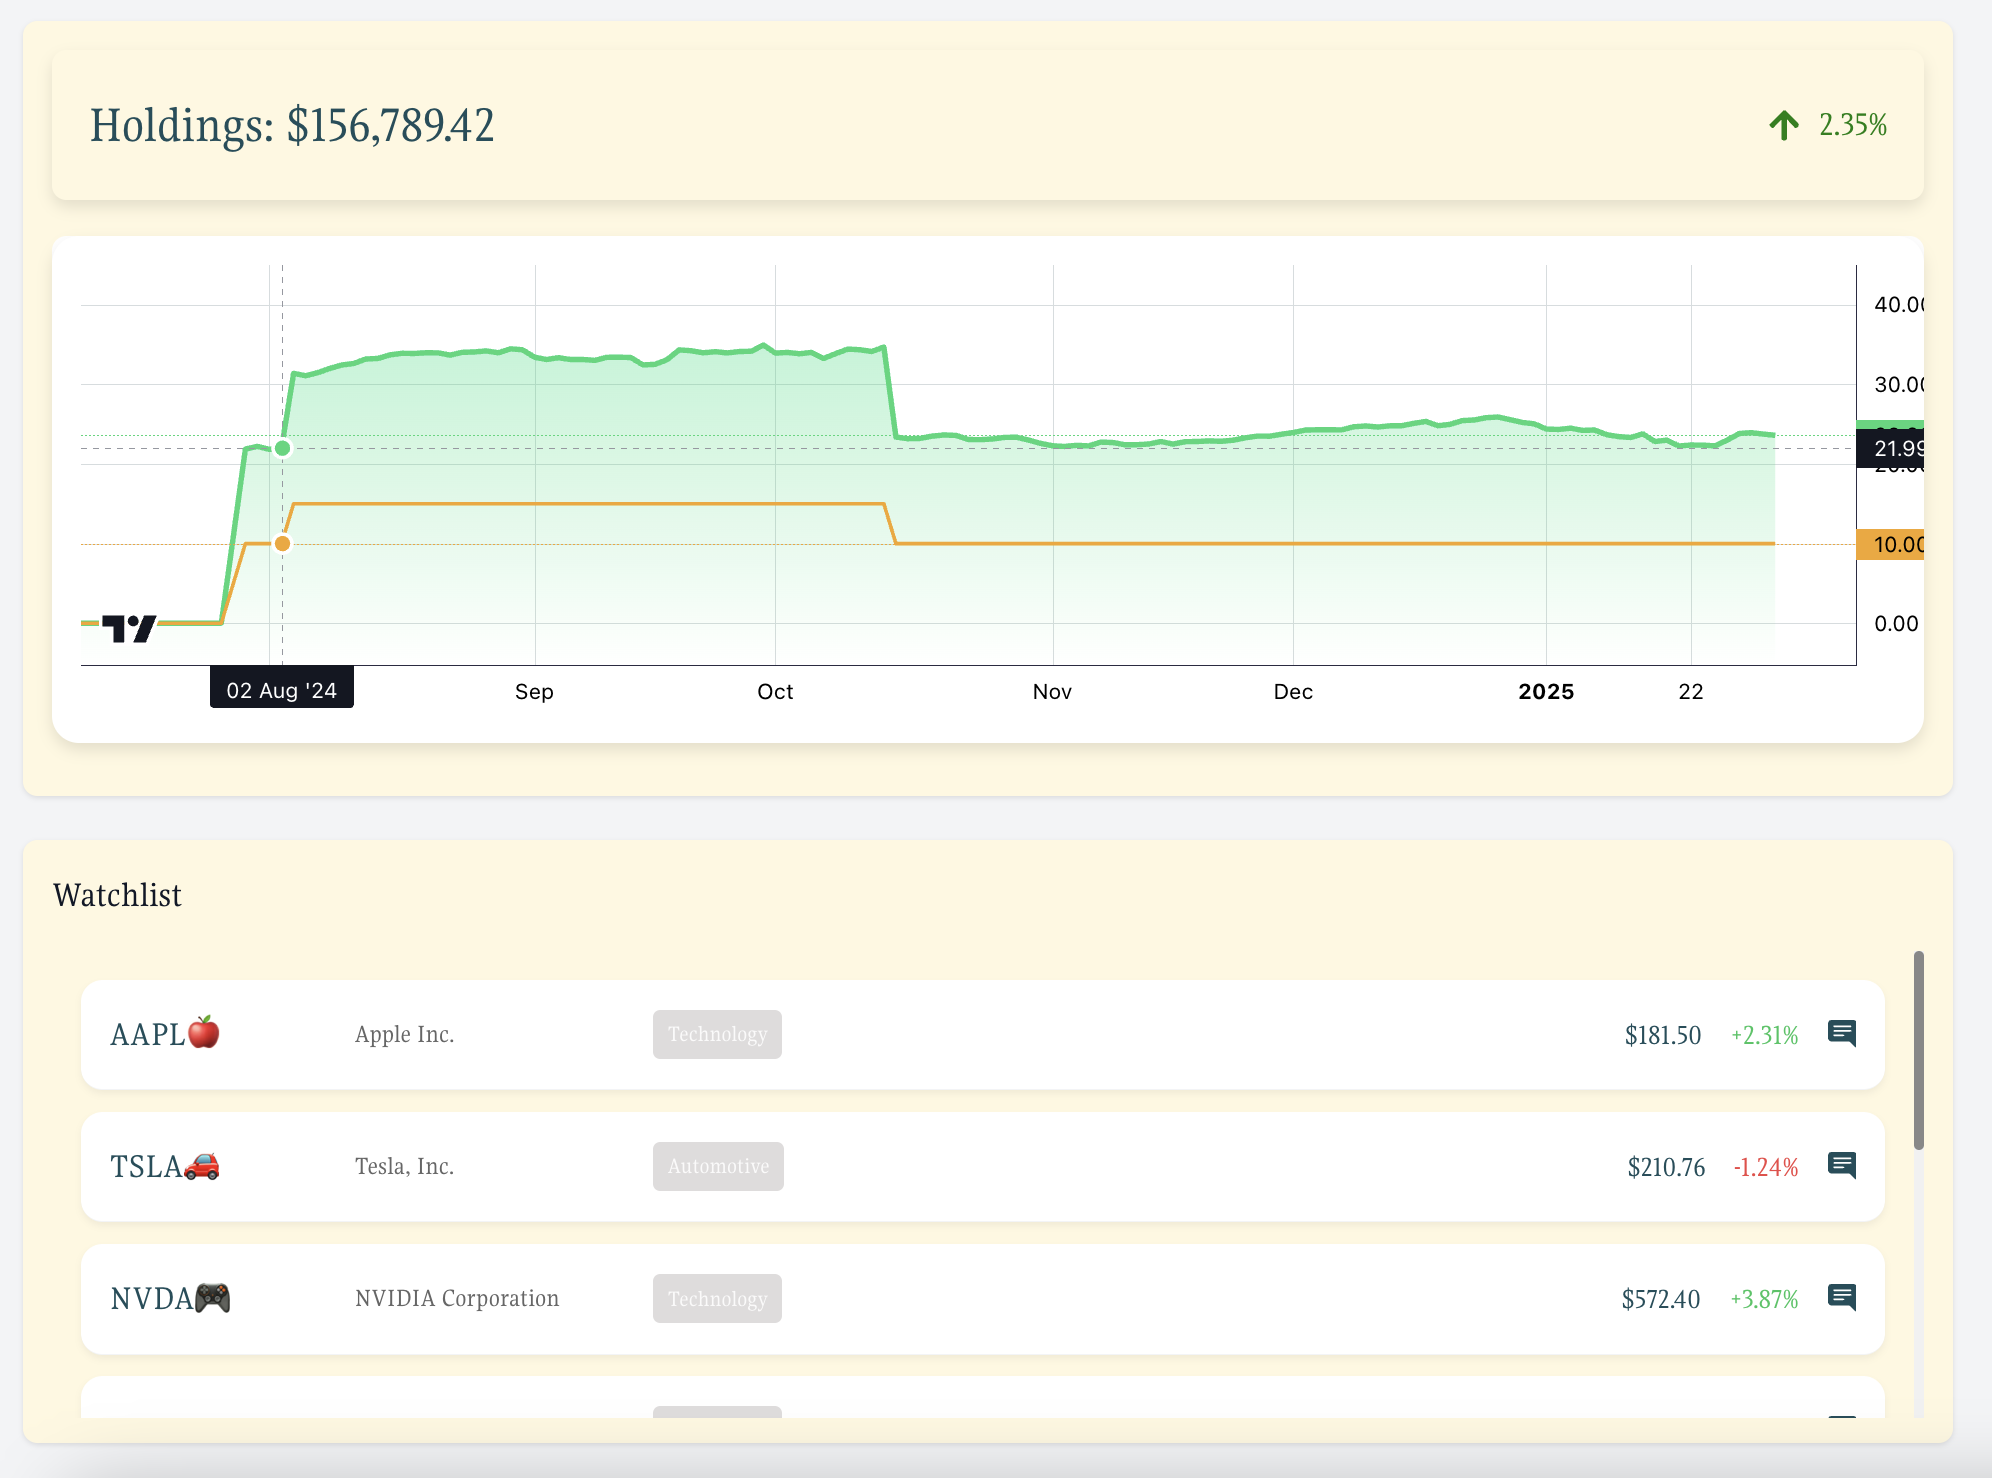 Holdings: $156,789.42
2.35%
40.00
30.00
21.99
10.00
0.00
02 Aug '24
Sep
Oct
Nov
Dec
2025
22
Watchlist
AAPL🍎 Apple Inc. Technology $181.50 +2.31%
TSLA🚗 Tesla, Inc. Automotive $210.76 -1.24%
NVDA🎮 NVIDIA Corporation Technology $572.40 +3.87%